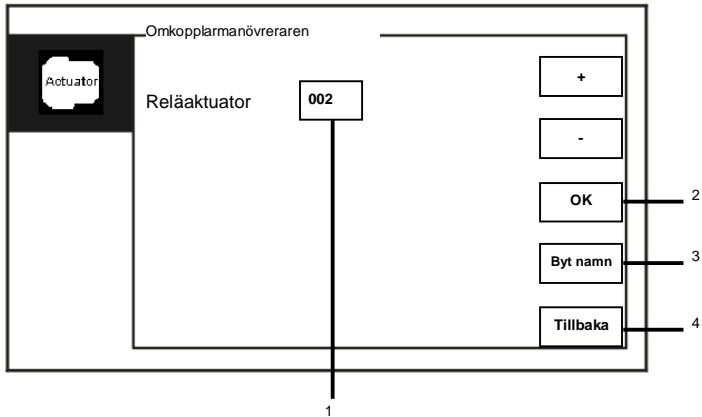 Omkopplarmanövreraren
Actuator
Reläaktuator
002
+
-
OK
2
Byt namn
3
Tillbaka
4
1